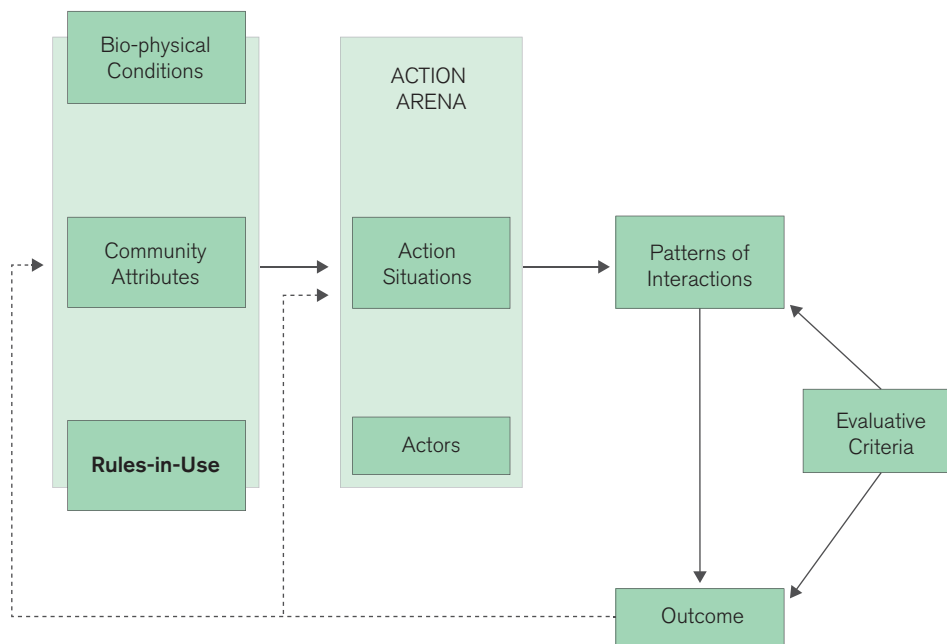 Bio-physical
Conditions
Community
Attributes
Rules-in-Use
ACTION
ARENA
Action
Situations
Actors
Patterns of
Interactions
Evaluative
Criteria
Outcome